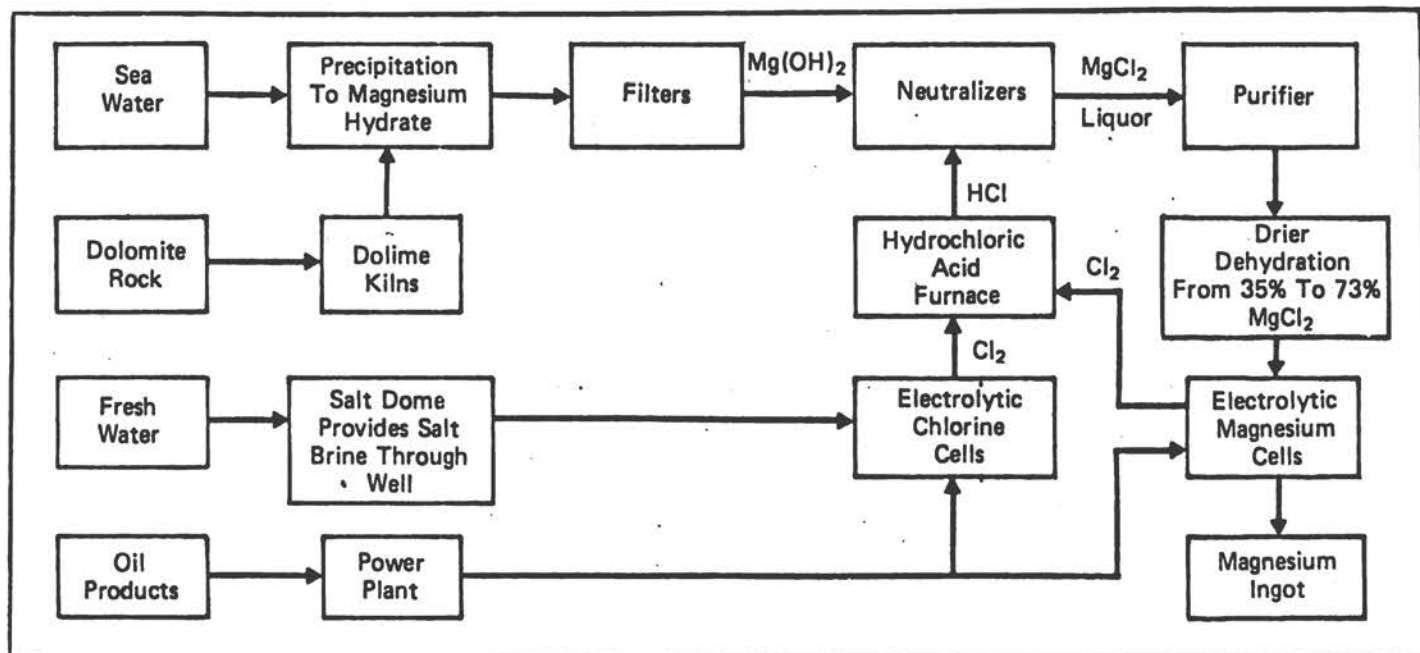 Sea
Water
Precipitation
To Magnesium
Hydrate
Filters
Mg(OH)₂
Neutralizers
MgCl₂
Liquor
Purifier
Dolomite
Rock
Dolime
Kilns
HCl
Hydrochloric
Acid
Furnace
Cl₂
Drier
Dehydration
From 35% To 73%
MgCl₂
Fresh
Water
Salt Dome
Provides Salt
Brine Through
Well
Cl₂
Electrolytic
Chlorine
Cells
Electrolytic
Magnesium
Cells
Oil
Products
Power
Plant
Magnesium
Ingot